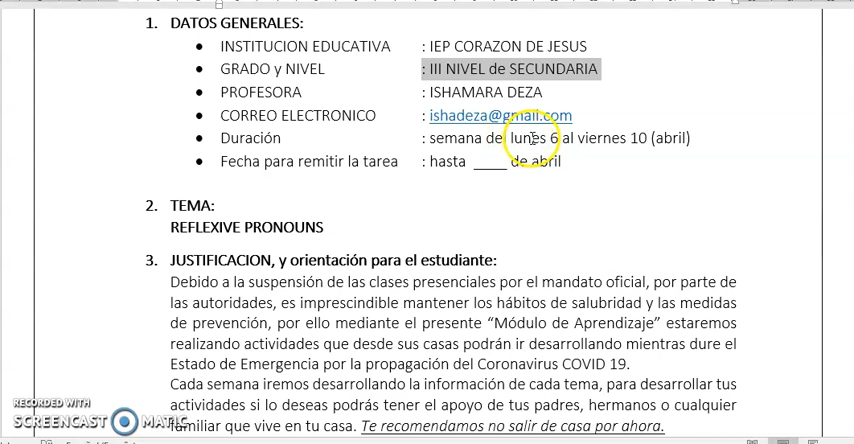 1. DATOS GENERALES:
• INSTITUCION EDUCATIVA : IEP CORAZON DE JESUS
• GRADO y NIVEL : III NIVEL de SECUNDARIA
• PROFESORA : ISHAMARA DEZA
• CORREO ELECTRONICO : ishadeza@gmail.com
• Duración : semana del lunes 6 al viernes 10 (abril)
• Fecha para remitir la tarea : hasta ____ de abril
2. TEMA:
REFLEXIVE PRONOUNS
3. JUSTIFICACION, y orientación para el estudiante:
Debido a la suspensión de las clases presenciales por el mandato oficial, por parte de
las autoridades, es imprescindible mantener los hábitos de salubridad y las medidas
de prevención, por ello mediante el presente “Módulo de Aprendizaje” estaremos
realizando actividades que desde sus casas podrán ir desarrollando mientras dure el
Estado de Emergencia por la propagación del Coronavirus COVID 19.
Cada semana iremos desarrollando la información de cada tema, para desarrollar tus
actividades si lo deseas podrás tener el apoyo de tus padres, hermanos o cualquier
familiar que vive en tu casa. Te recomendamos no salir de casa por ahora.
RECORDED WITH
SCREENCAST MATIC